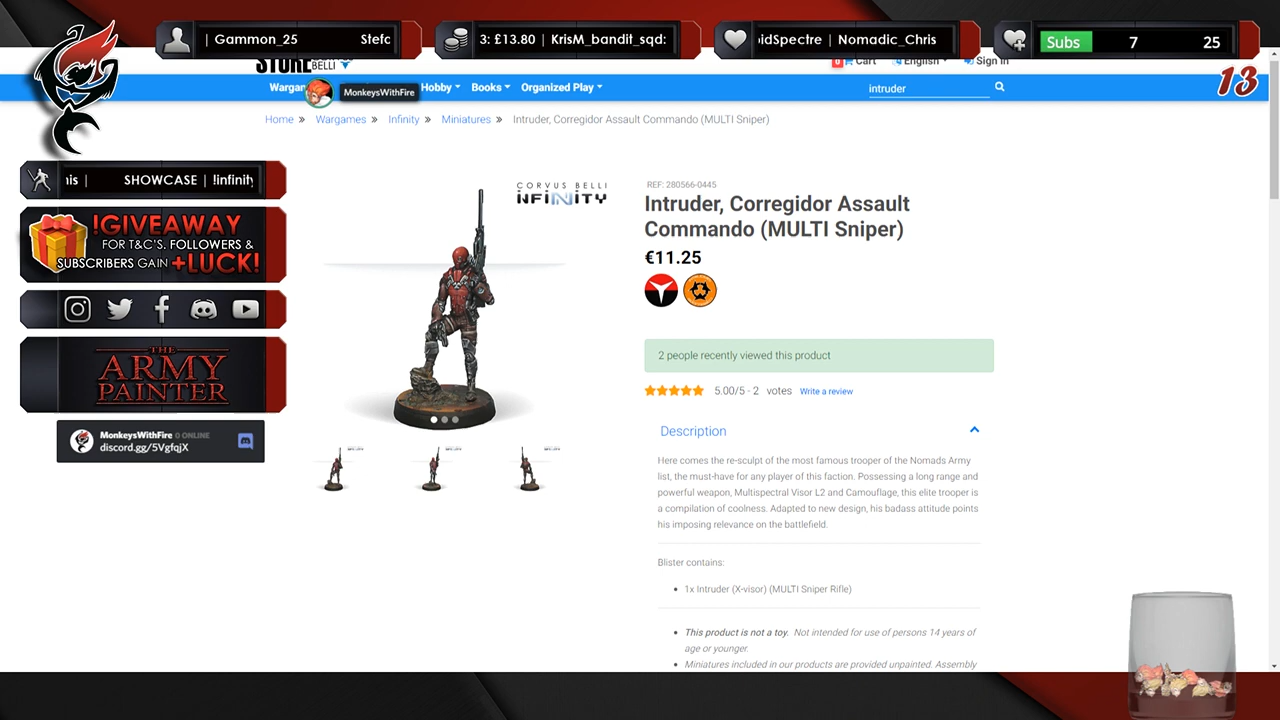 | Gammon_25 Stefc
3: £13.80 | KrisM_bandit_sqd:
idSpectre | Nomadic_Chris
Subs 7 25
STORE
BELLI
Cart English Sign in
13
Wargan
MonkeysWithFire
Hobby Books Organized Play
intruder
Home » Wargames » Infinity » Miniatures » Intruder, Corregidor Assault Commando (MULTI Sniper)
his | SHOWCASE | !infinity
!GIVEAWAY
FOR T&C'S. FOLLOWERS &
SUBSCRIBERS GAIN +LUCK!
THE
ARMY
PAINTER
MonkeysWithFire 0 ONLINE
discord.gg/5VgfqjX
CORVUS BELLI
INFINITY
REF: 280566-0445
Intruder, Corregidor Assault
Commando (MULTI Sniper)
€11.25
2 people recently viewed this product
5.00/5 - 2 votes Write a review
Description
Here comes the re-sculpt of the most famous trooper of the Nomads Army
list, the must-have for any player of this faction. Possessing a long range and
powerful weapon, Multispectral Visor L2 and Camouflage, this elite trooper
is a compilation of coolness. Adapted to new design, his badass attitude points
his imposing relevance on the battlefield.
Blister contains:
1x Intruder (X-visor) (MULTI Sniper Rifle)
This product is not a toy. Not intended for use of persons 14 years of
age or younger.
Miniatures included in our products are provided unpainted. Assembly